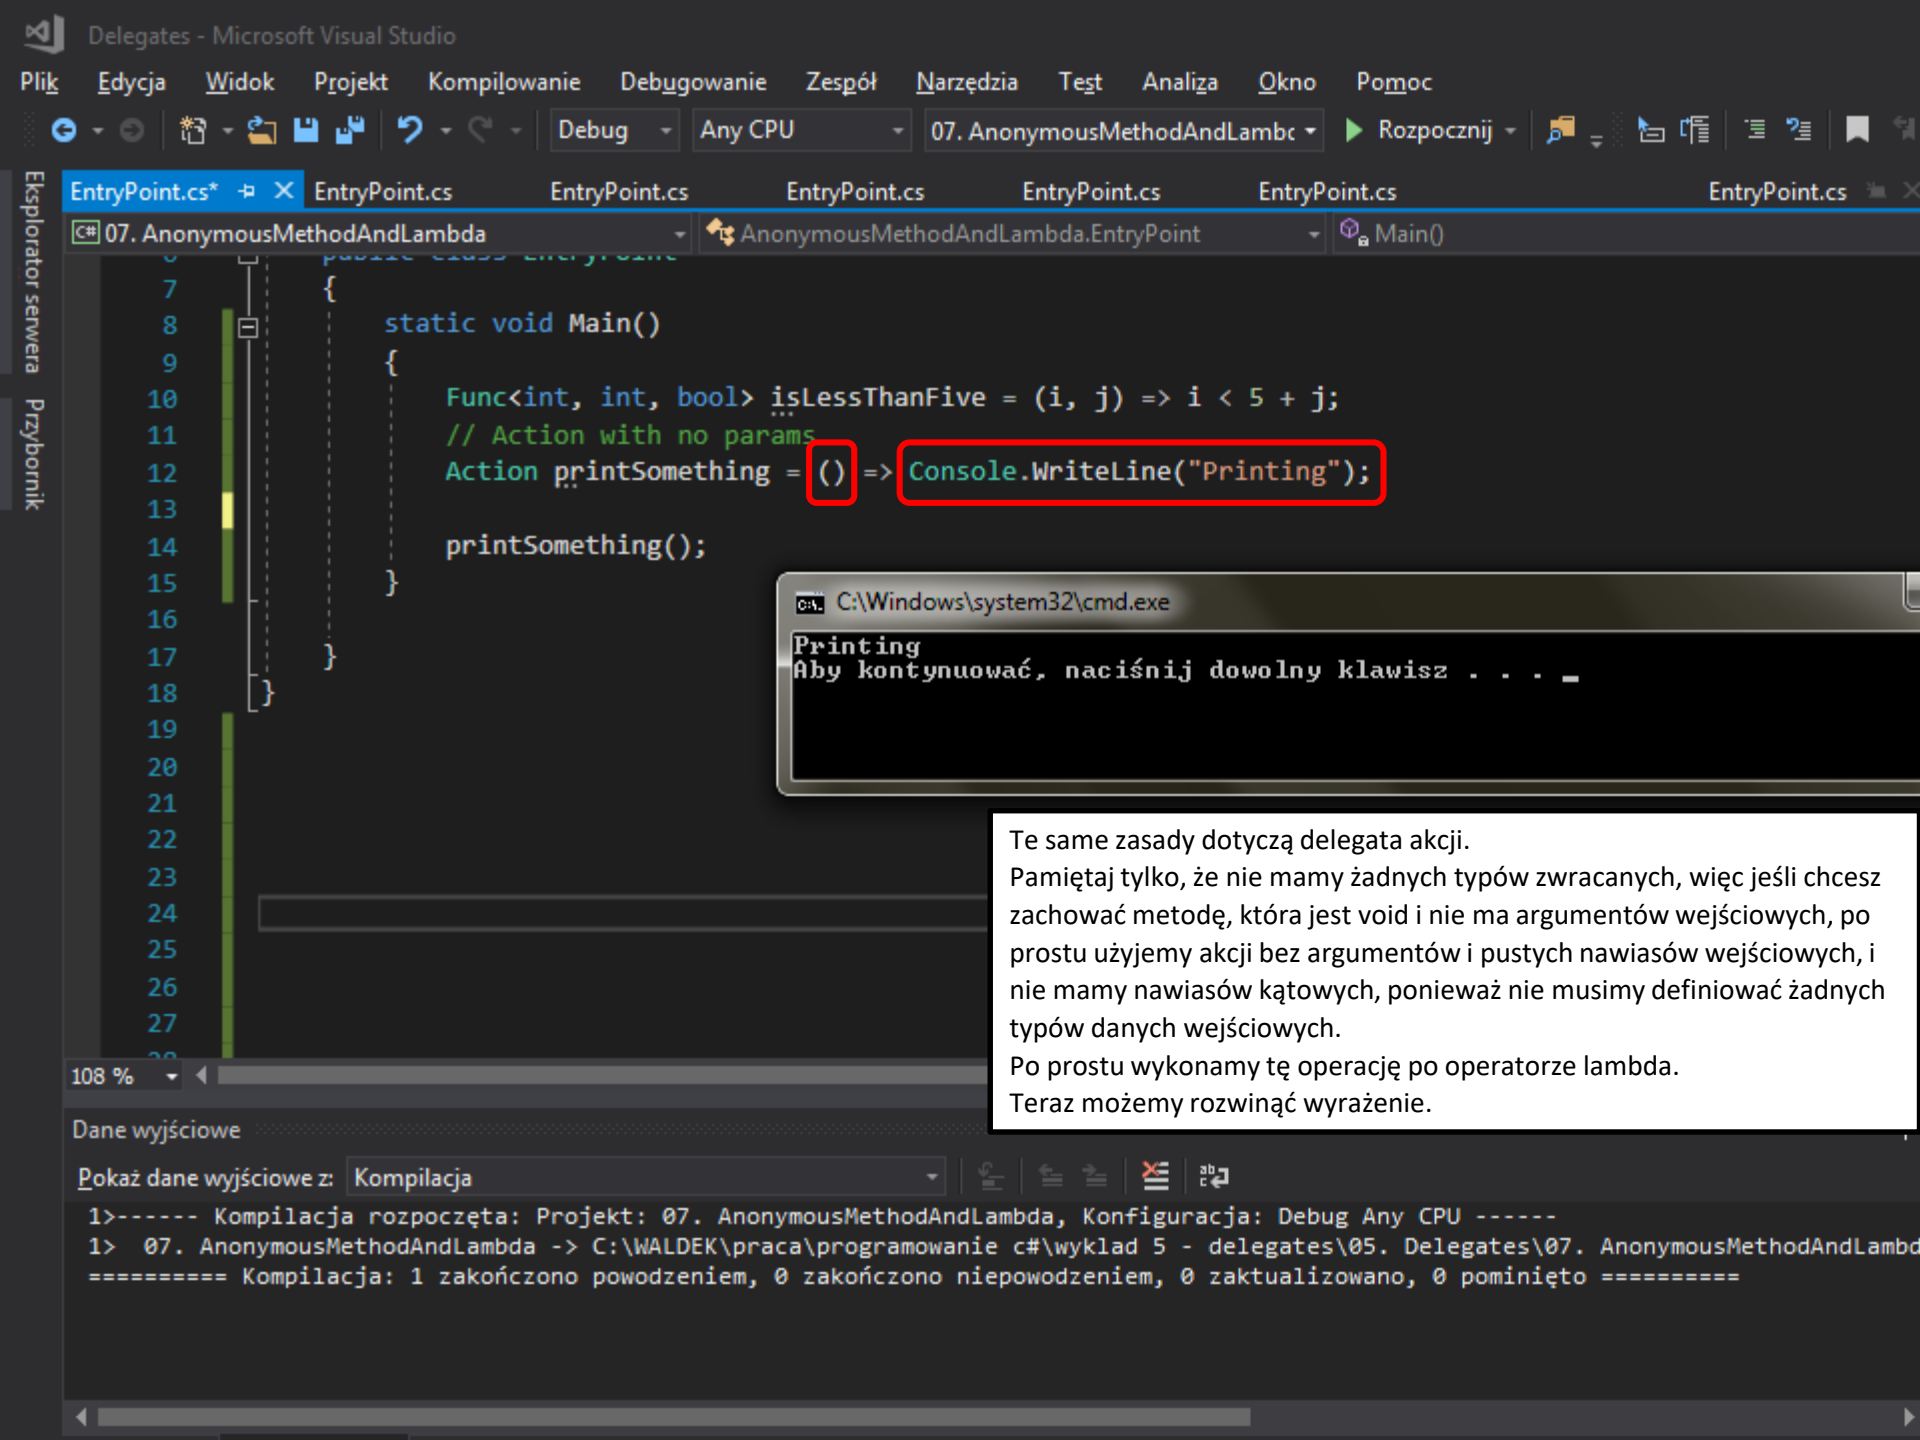 Delegates - Microsoft Visual Studio
Plik Edycja Widok Projekt Kompilowanie Debugowanie Zespół Narzędzia Test Analiza Okno Pomoc
Debug Any CPU 07. AnonymousMethodAndLambc Rozpocznij
EntryPoint.cs* EntryPoint.cs EntryPoint.cs EntryPoint.cs EntryPoint.cs EntryPoint.cs EntryPoint.cs
C# 07. AnonymousMethodAndLambda AnonymousMethodAndLambda.EntryPoint Main()
Eksplorator serwera
Przybornik
6 public class EntryPoint
7 {
8 static void Main()
9 {
10 Func<int, int, bool> isLessThanFive = (i, j) => i < 5 + j;
11 // Action with no params
12 Action printSomething = () => Console.WriteLine("Printing");
13
14 printSomething();
15 }
16
17 }
18 }
19
20
21
22
23
24
25
26
27
28
C:\Windows\system32\cmd.exe
Printing
Aby kontynuować, naciśnij dowolny klawisz . . . _
Te same zasady dotyczą delegata akcji.
Pamiętaj tylko, że nie mamy żadnych typów zwracanych, więc jeśli chcesz
zachować metodę, która jest void i nie ma argumentów wejściowych, po
prostu użyjemy akcji bez argumentów i pustych nawiasów wejściowych, i
nie mamy nawiasów kątowych, ponieważ nie musimy definiować żadnych
typów danych wejściowych.
Po prostu wykonamy tę operację po operatorze lambda.
Teraz możemy rozwinąć wyrażenie.
108 %
Dane wyjściowe
Pokaż dane wyjściowe z: Kompilacja
1>------ Kompilacja rozpoczęta: Projekt: 07. AnonymousMethodAndLambda, Konfiguracja: Debug Any CPU ------
1> 07. AnonymousMethodAndLambda -> C:\WALDEK\praca\programowanie c#\wyklad 5 - delegates\05. Delegates\07. AnonymousMethodAndLambd
========== Kompilacja: 1 zakończono powodzeniem, 0 zakończono niepowodzeniem, 0 zaktualizowano, 0 pominięto ==========